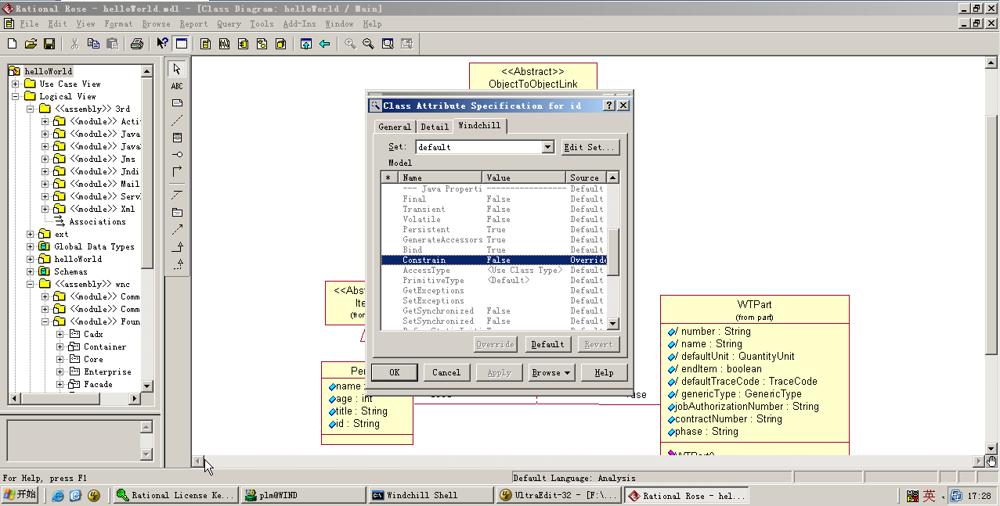 Rational Rose - helloWorld.mdl - [Class Diagram: helloWorld / Main]
File Edit View Format Browse Report Query Tools Add-Ins Window Help
ABC
helloWorld
Use Case View
Logical View
<<assembly>> 3rd
<<module>> Acti
<<module>> Java
<<module>> Java
<<module>> Jms
<<module>> Jndi
<<module>> Mail
<<module>> Serv
<<module>> Xml
Associations
ext
Global Data Types
helloWorld
Schemas
<<assembly>> wnc
<<module>> Comm
<<module>> Comm
<<module>> Foun
Cadx
Container
Core
Enterprise
Facade
<<Abstract>>
ObjectToObjectLink
Class Attribute Specification for id
General Detail Windchill
Set: default Edit Set...
Model
* Name Value Source
--- Java Properti ----------------- Default
Final False Default
Transient False Default
Volatile False Default
Persistent True Default
GenerateAccessors True Default
Bind True Default
Constrain False Override
AccessType <Use Class Type> Default
PrimitiveType <Default> Default
GetExceptions Default
SetExceptions Default
GetSynchronized False Default
SetSynchronized False Default
Override Default Revert
OK Cancel Apply Browse Help
<<Abs
Ite
(fro
Pe
name :
age : int
title : String
id : String
WTPart
(from part)
/ number : String
/ name : String
/ defaultUnit : QuantityUnit
/ endItem : boolean
/ defaultTraceCode : TraceCode
/ genericType : GenericType
jobAuthorizationNumber : String
contractNumber : String
phase : String
WTPart()
For Help, press F1
Default Language: Analysis
开始
Rational License Ke...
plm@WIND
Windchill Shell
UltraEdit-32 - [F:\...
Rational Rose - hel...
英
17:28